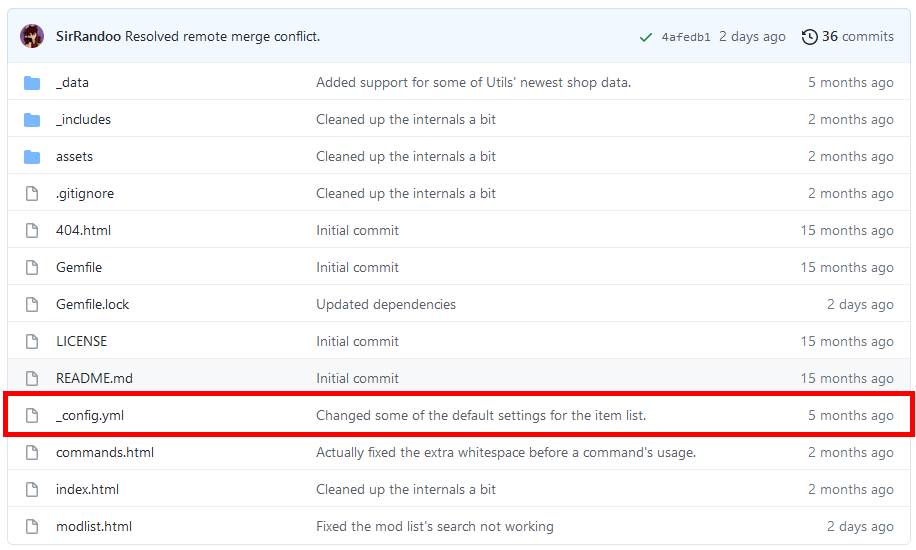 SirRandoo Resolved remote merge conflict. 4afedb1 2 days ago 36 commits
_data Added support for some of Utils' newest shop data. 5 months ago
_includes Cleaned up the internals a bit 2 months ago
assets Cleaned up the internals a bit 2 months ago
.gitignore Cleaned up the internals a bit 2 months ago
404.html Initial commit 15 months ago
Gemfile Initial commit 15 months ago
Gemfile.lock Updated dependencies 2 days ago
LICENSE Initial commit 15 months ago
README.md Initial commit 15 months ago
_config.yml Changed some of the default settings for the item list. 5 months ago
commands.html Actually fixed the extra whitespace before a command's usage. 2 months ago
index.html Cleaned up the internals a bit 2 months ago
modlist.html Fixed the mod list's search not working 2 days ago